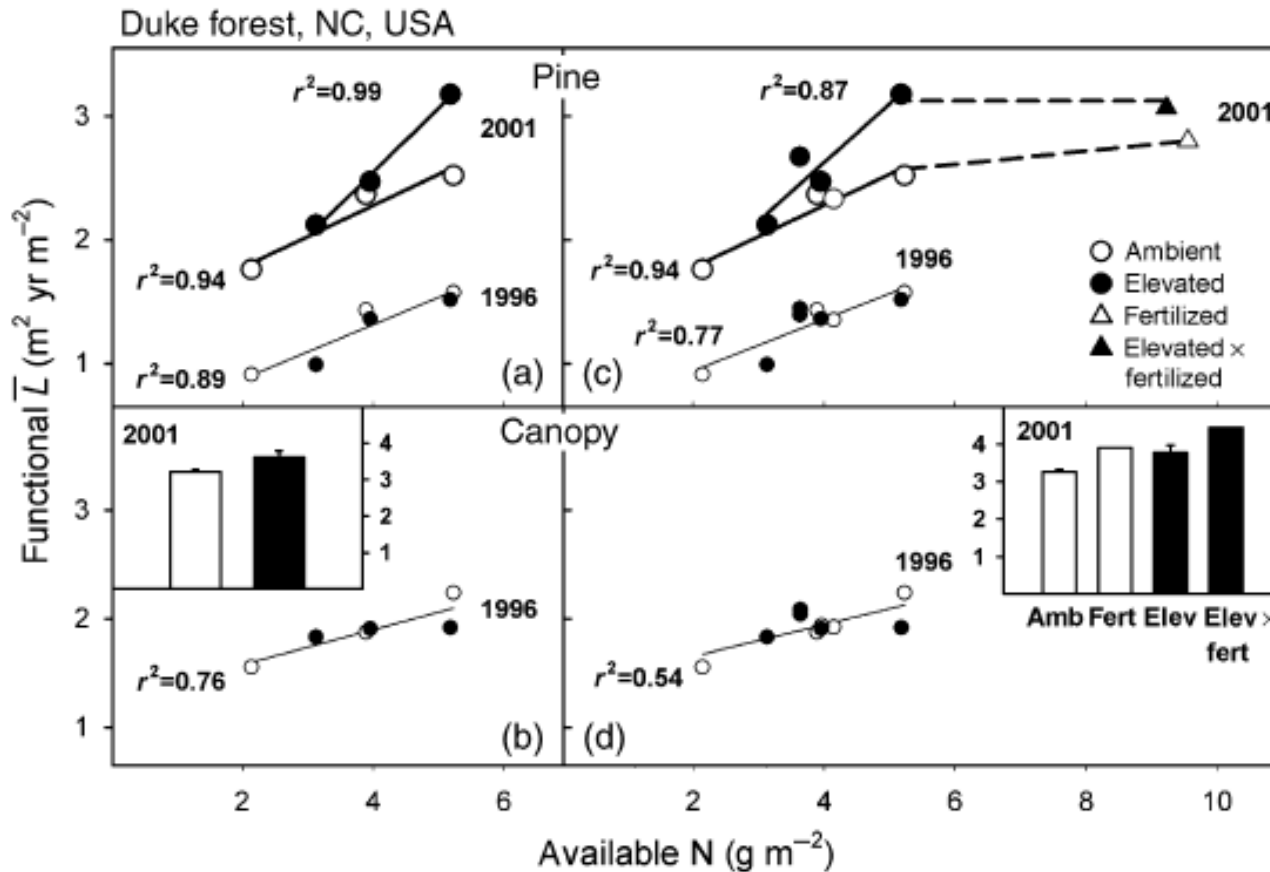 Duke forest, NC, USA
Pine
r²=0.99
2001
r²=0.94
1996
r²=0.89
(a)
r²=0.87
2001
r²=0.94
1996
r²=0.77
(c)
Ambient
Elevated
Fertilized
Elevated ×
fertilized
3
2
1
Functional L̅ (m² yr m⁻²)
Canopy
2001
4
3
2
1
1996
r²=0.76
(b)
2001
4
3
2
1
Amb Fert Elev Elev ×
fert
1996
r²=0.54
(d)
3
2
1
2 4 6 2 4 6 8 10
Available N (g m⁻²)